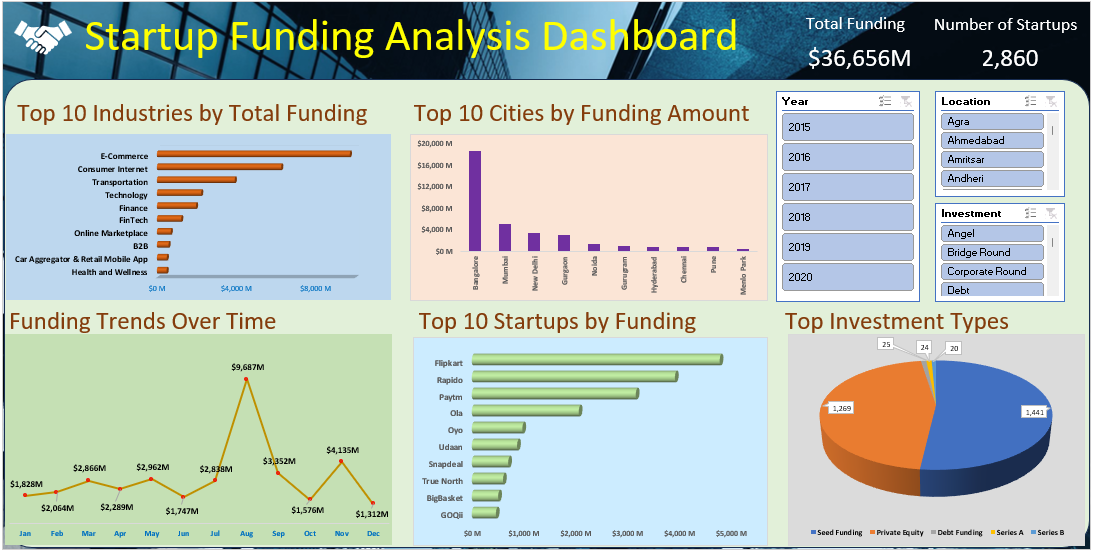 Startup Funding Analysis Dashboard
Total Funding
$36,656M
Number of Startups
2,860
Top 10 Industries by Total Funding
E-Commerce
Consumer Internet
Transportation
Technology
Finance
FinTech
Online Marketplace
B2B
Car Aggregator & Retail Mobile App
Health and Wellness
$0 M $4,000 M $8,000 M
Top 10 Cities by Funding Amount
$20,000 M
$16,000 M
$12,000 M
$8,000 M
$4,000 M
$0 M
Bangalore
Mumbai
New Delhi
Gurgaon
Noida
Gurugram
Hyderabad
Chennai
Pune
Menlo Park
Year
2015
2016
2017
2018
2019
2020
Location
Agra
Ahmedabad
Amritsar
Andheri
Investment
Angel
Bridge Round
Corporate Round
Debt
Funding Trends Over Time
$1,828M
$2,064M
$2,866M
$2,289M
$2,962M
$1,747M
$2,838M
$9,687M
$3,352M
$1,576M
$4,135M
$1,312M
Jan Feb Mar Apr May Jun Jul Aug Sep Oct Nov Dec
Top 10 Startups by Funding
Flipkart
Rapido
Paytm
Ola
Oyo
Udaan
Snapdeal
True North
BigBasket
GOQii
$0 M $1,000 M $2,000 M $3,000 M $4,000 M $5,000 M
Top Investment Types
25
24
20
1,269
1,441
Seed Funding Private Equity Debt Funding Series A Series B